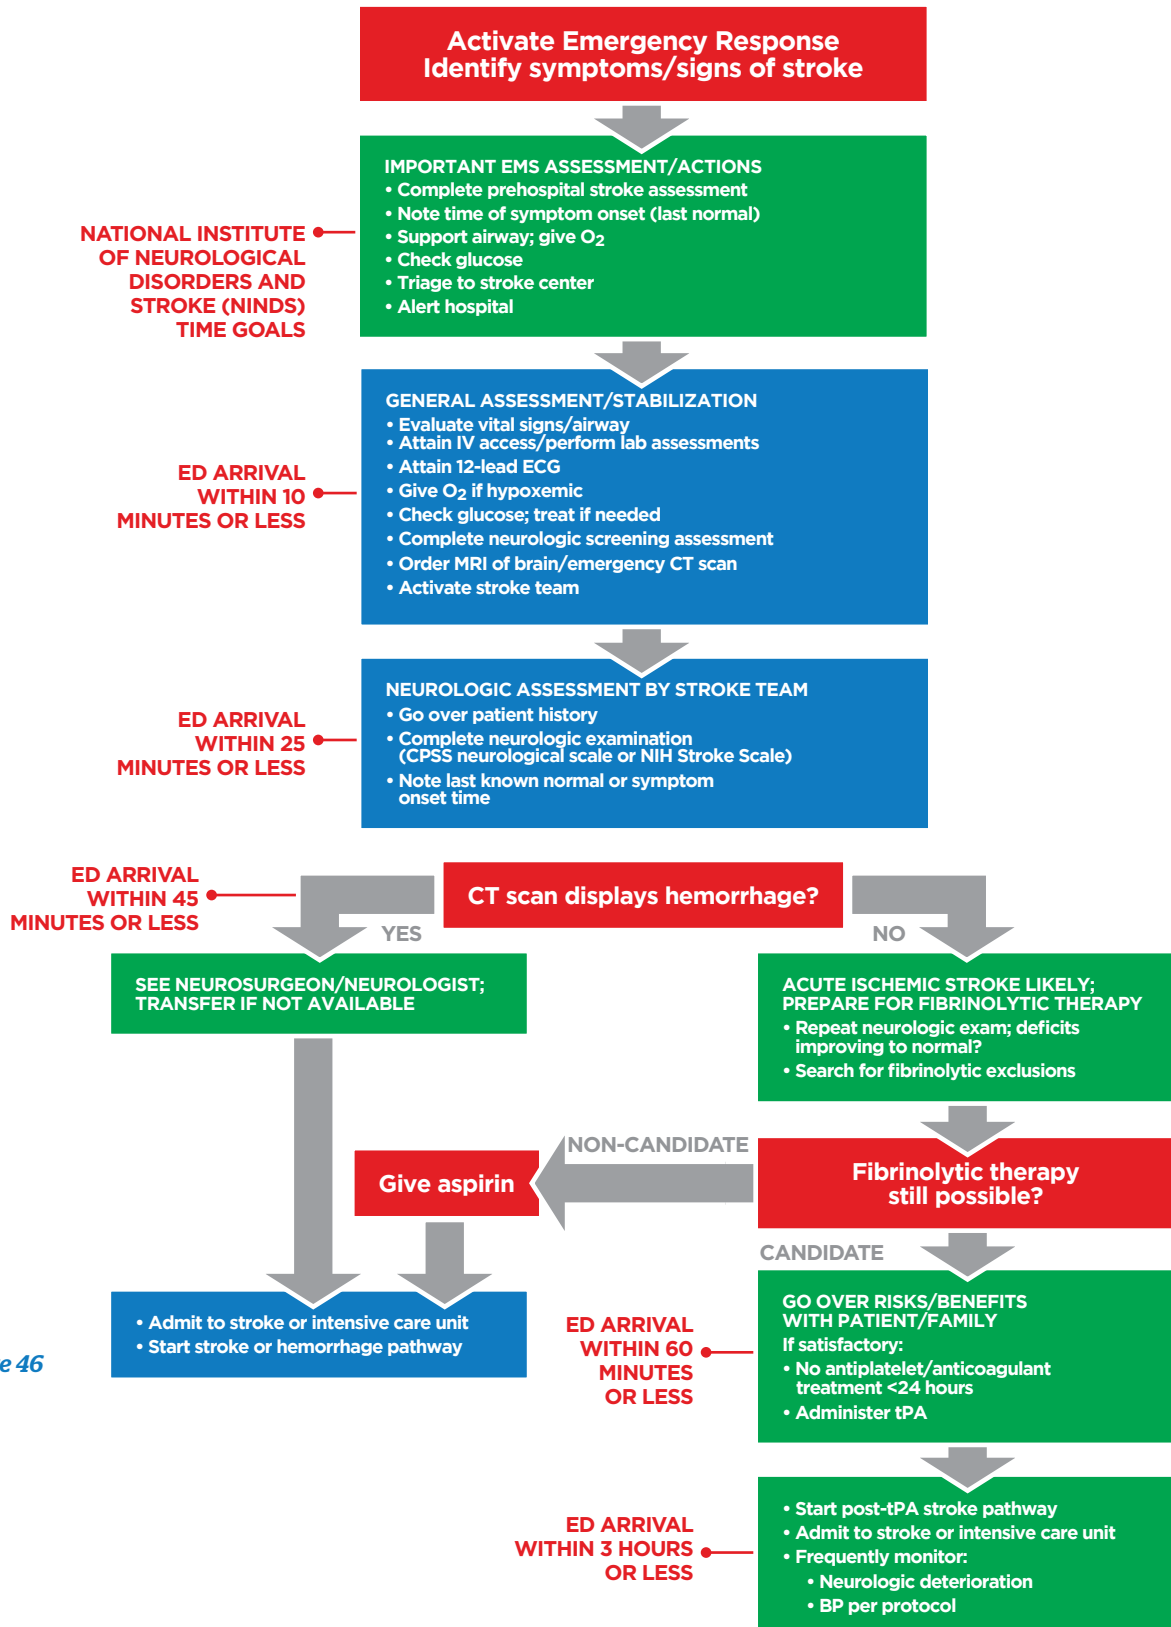 Activate Emergency Response
Identify symptoms/signs of stroke
IMPORTANT EMS ASSESSMENT/ACTIONS
• Complete prehospital stroke assessment
• Note time of symptom onset (last normal)
• Support airway; give O2
• Check glucose
• Triage to stroke center
• Alert hospital
NATIONAL INSTITUTE
OF NEUROLOGICAL
DISORDERS AND
STROKE (NINDS)
TIME GOALS
GENERAL ASSESSMENT/STABILIZATION
• Evaluate vital signs/airway
• Attain IV access/perform lab assessments
• Attain 12-lead ECG
• Give O2 if hypoxemic
• Check glucose; treat if needed
• Complete neurologic screening assessment
• Order MRI of brain/emergency CT scan
• Activate stroke team
ED ARRIVAL
WITHIN 10
MINUTES OR LESS
NEUROLOGIC ASSESSMENT BY STROKE TEAM
• Go over patient history
• Complete neurologic examination
(CPSS neurological scale or NIH Stroke Scale)
• Note last known normal or symptom
onset time
ED ARRIVAL
WITHIN 25
MINUTES OR LESS
ED ARRIVAL
WITHIN 45
MINUTES OR LESS
CT scan displays hemorrhage?
YES
NO
SEE NEUROSURGEON/NEUROLOGIST;
TRANSFER IF NOT AVAILABLE
ACUTE ISCHEMIC STROKE LIKELY;
PREPARE FOR FIBRINOLYTIC THERAPY
• Repeat neurologic exam; deficits
improving to normal?
• Search for fibrinolytic exclusions
NON-CANDIDATE
Give aspirin
Fibrinolytic therapy
still possible?
CANDIDATE
• Admit to stroke or intensive care unit
• Start stroke or hemorrhage pathway
GO OVER RISKS/BENEFITS
WITH PATIENT/FAMILY
If satisfactory:
• No antiplatelet/anticoagulant
treatment <24 hours
• Administer tPA
ED ARRIVAL
WITHIN 60
MINUTES
OR LESS
e 46
• Start post-tPA stroke pathway
• Admit to stroke or intensive care unit
• Frequently monitor:
• Neurologic deterioration
• BP per protocol
ED ARRIVAL
WITHIN 3 HOURS
OR LESS